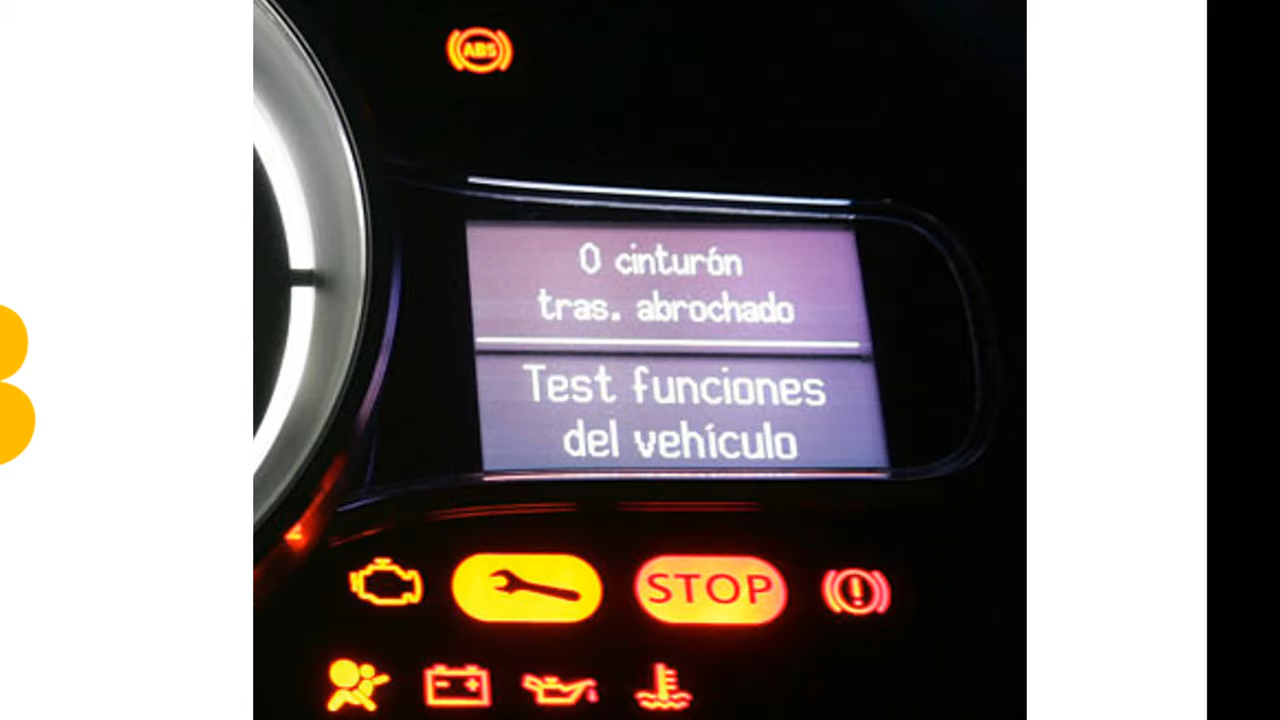 ABS
0 cinturón
tras. abrochado
Test funciones
del vehículo
STOP